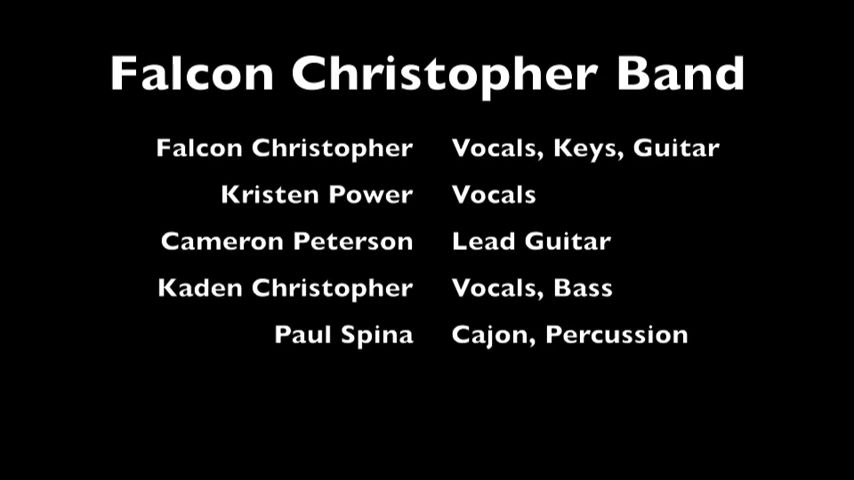 Falcon Christopher Band
Falcon Christopher Vocals, Keys, Guitar
Kristen Power Vocals
Cameron Peterson Lead Guitar
Kaden Christopher Vocals, Bass
Paul Spina Cajon, Percussion